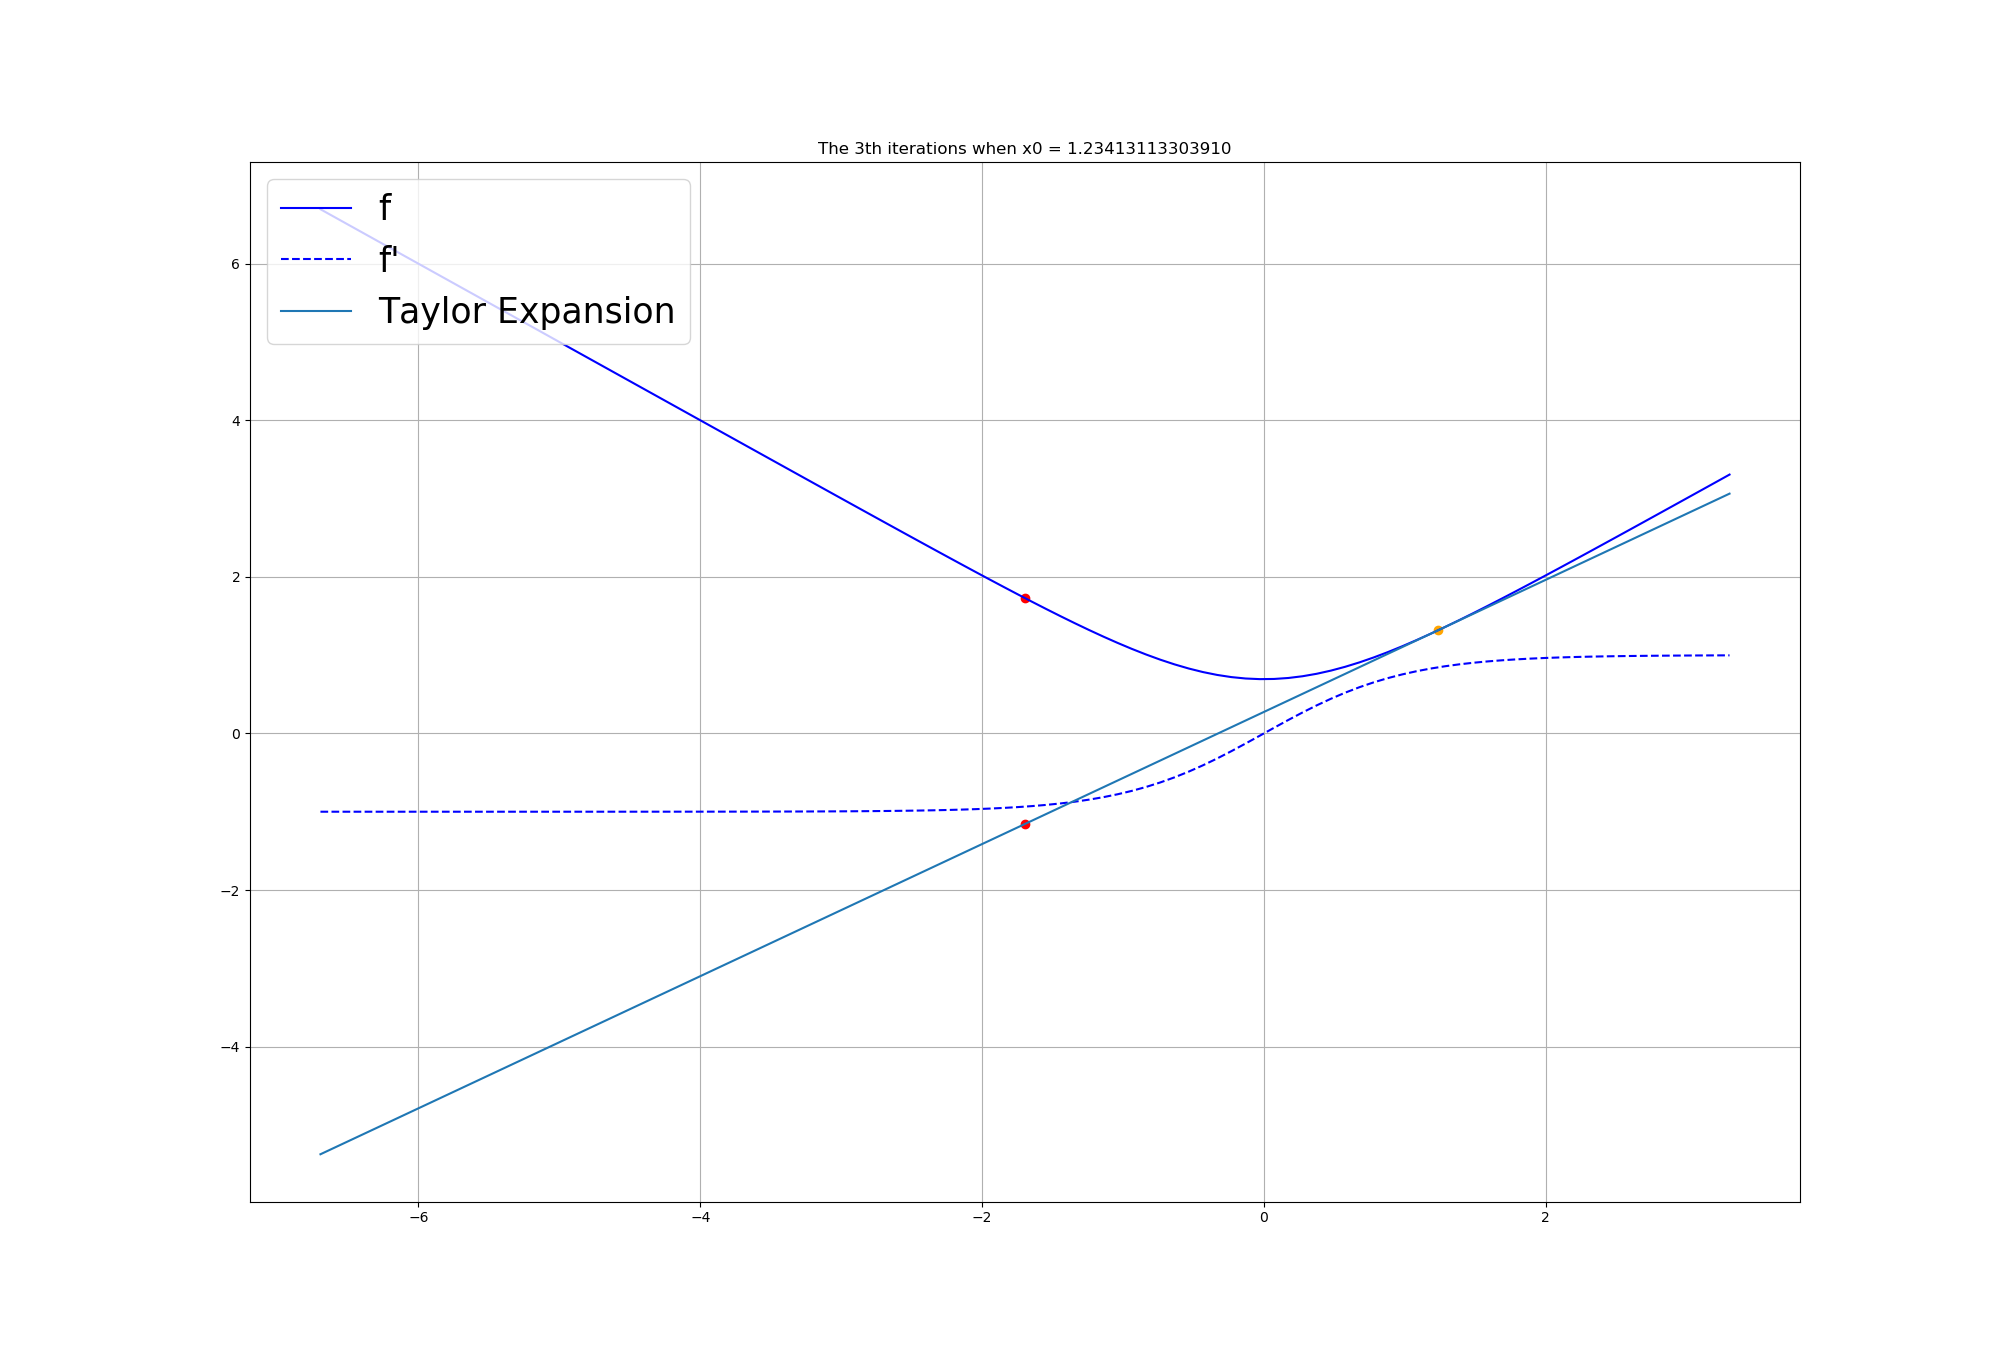 The 3th iterations when x0 = 1.23413113303910
f
f'
Taylor Expansion
6
4
2
0
−2
−4
−6 −4 −2 0 2